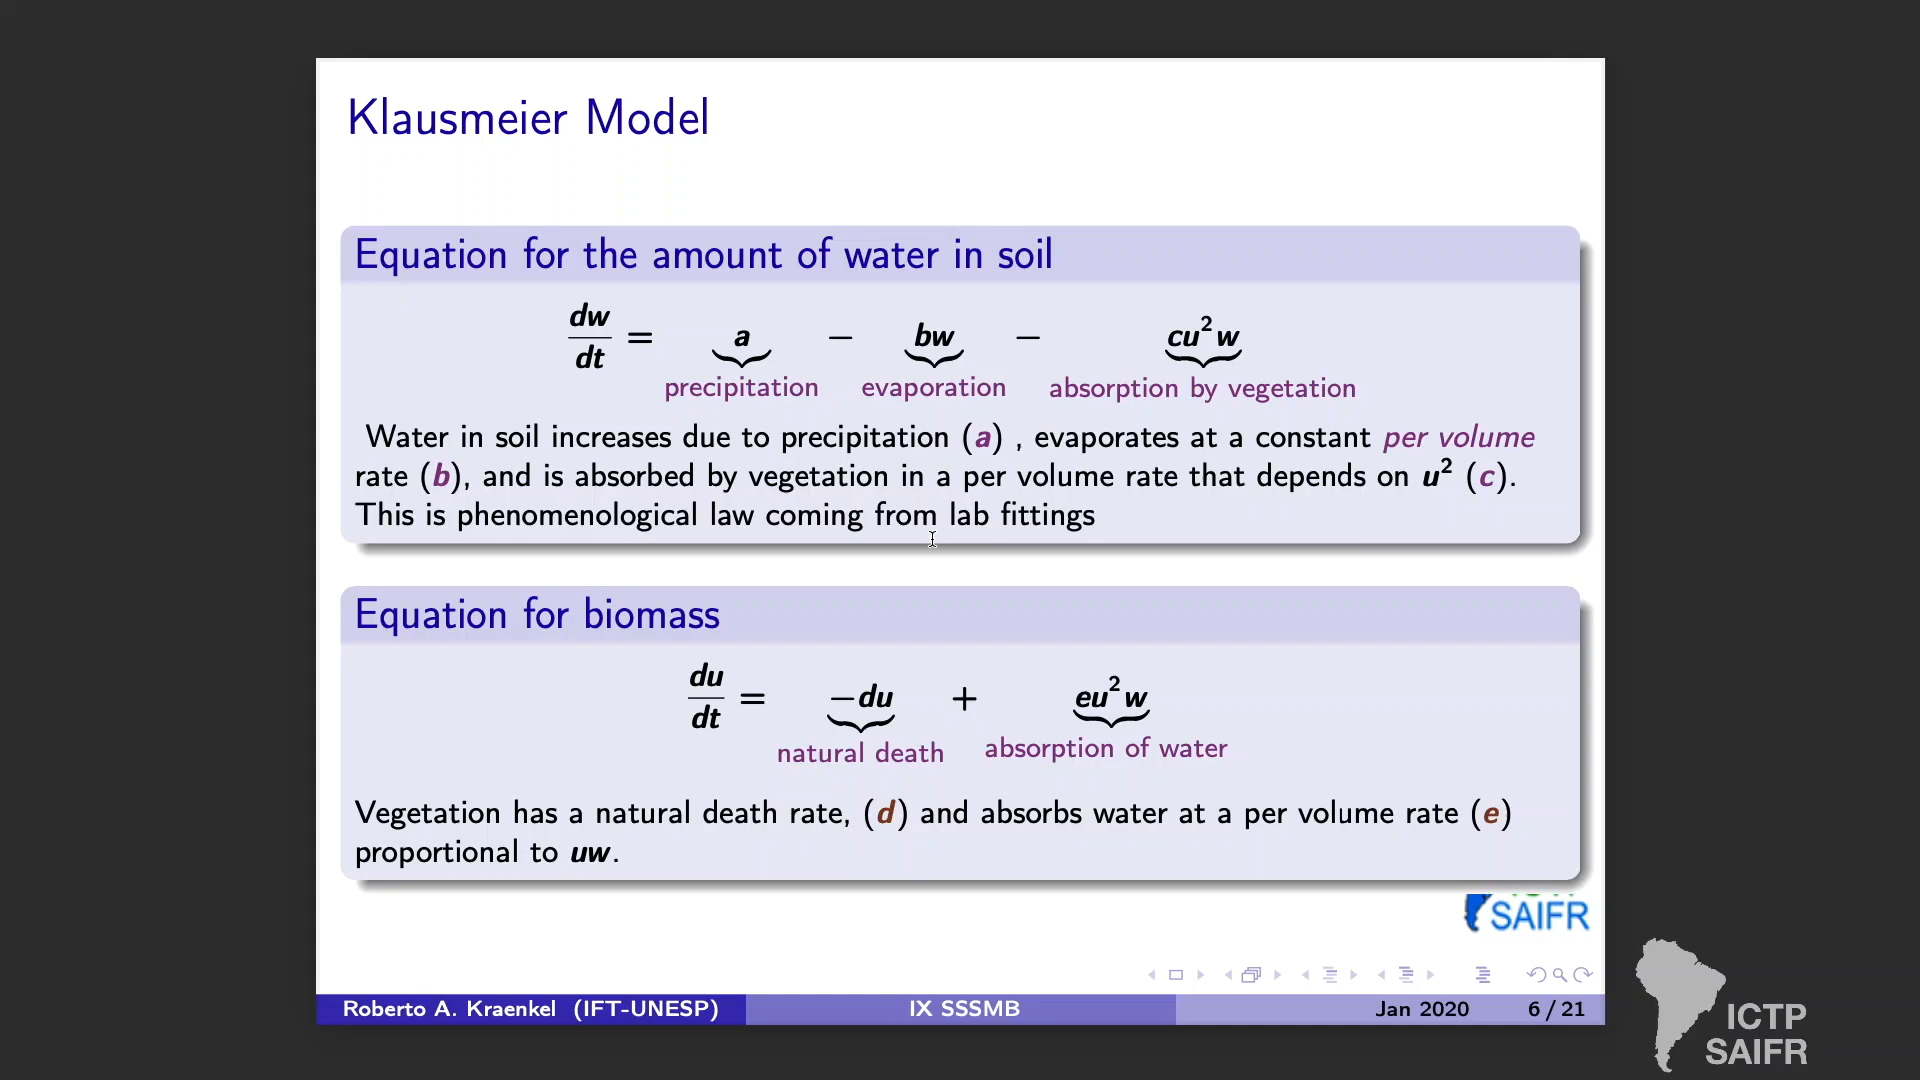 Klausmeier Model
Equation for the amount of water in soil
dw/dt = a − bw − cu²w
precipitation evaporation absorption by vegetation
Water in soil increases due to precipitation (a) , evaporates at a constant per volume
rate (b), and is absorbed by vegetation in a per volume rate that depends on u² (c).
This is phenomenological law coming from lab fittings
Equation for biomass
du/dt = −du + eu²w
natural death absorption of water
Vegetation has a natural death rate, (d) and absorbs water at a per volume rate (e)
proportional to uw.
SAIFR
Roberto A. Kraenkel (IFT-UNESP) IX SSSMB Jan 2020 6 / 21
ICTP
SAIFR